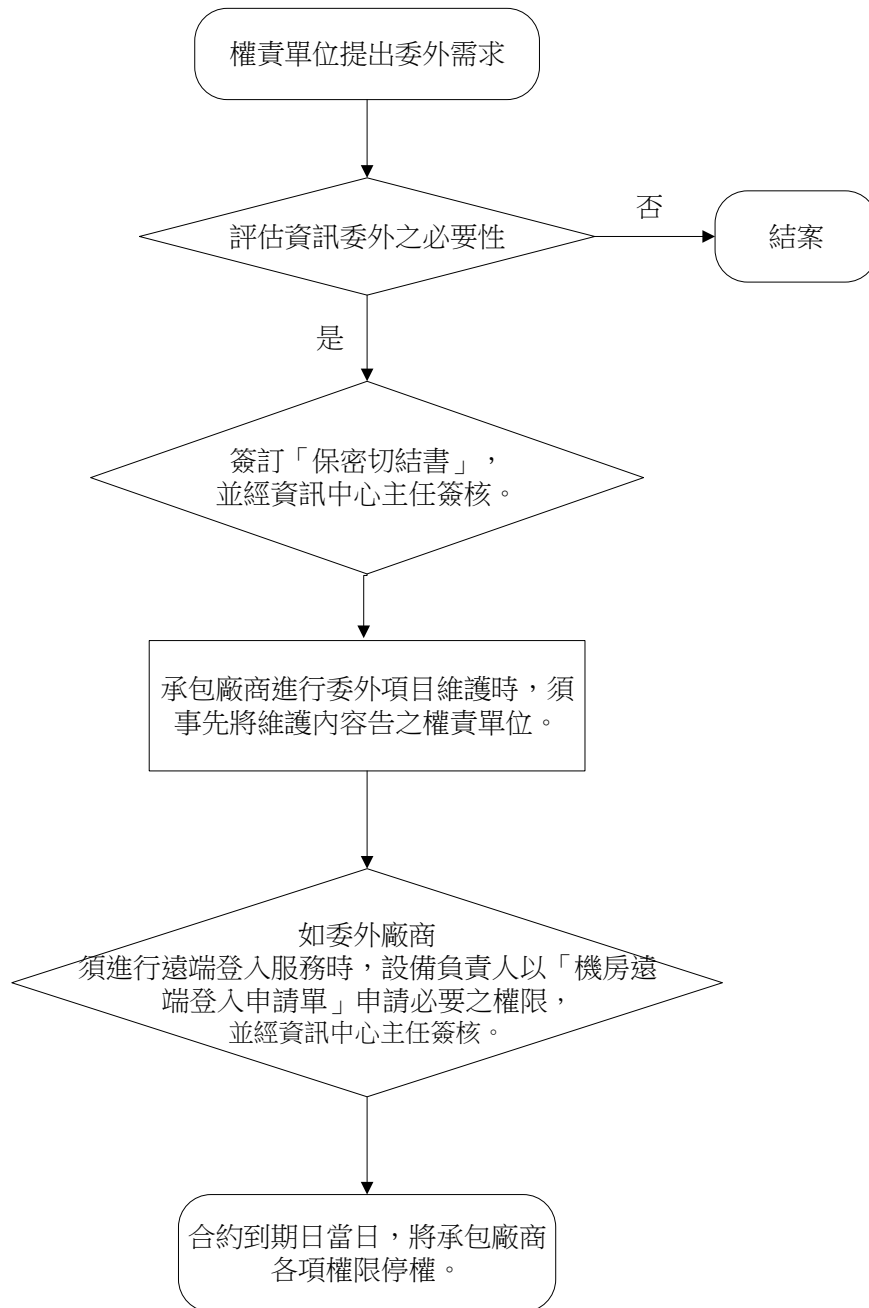 權責單位提出委外需求
評估資訊委外之必要性
否
結案
是
簽訂「保密切結書」，
並經資訊中心主任簽核。
承包廠商進行委外項目維護時，須
事先將維護內容告之權責單位。
如委外廠商
須進行遠端登入服務時，設備負責人以「機房遠
端登入申請單」申請必要之權限，
並經資訊中心主任簽核。
合約到期日當日，將承包廠商
各項權限停權。